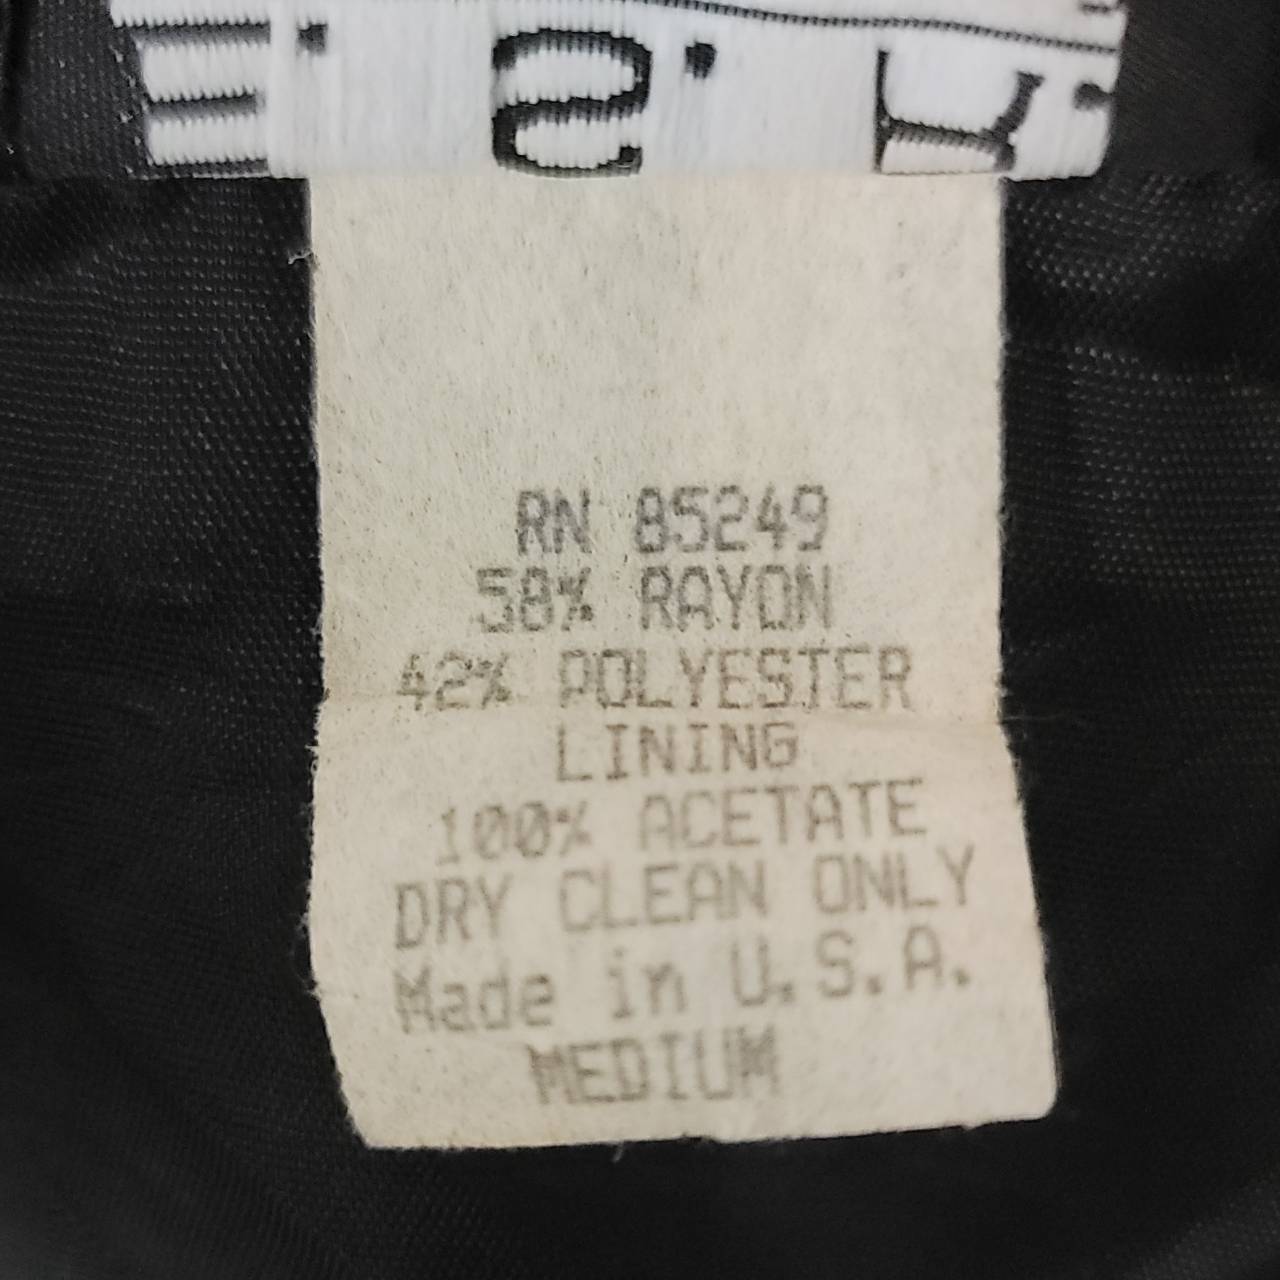 RN 85249
58% RAYON
42% POLYESTER
LINING
100% ACETATE
DRY CLEAN ONLY
Made in U.S.A.
MEDIUM